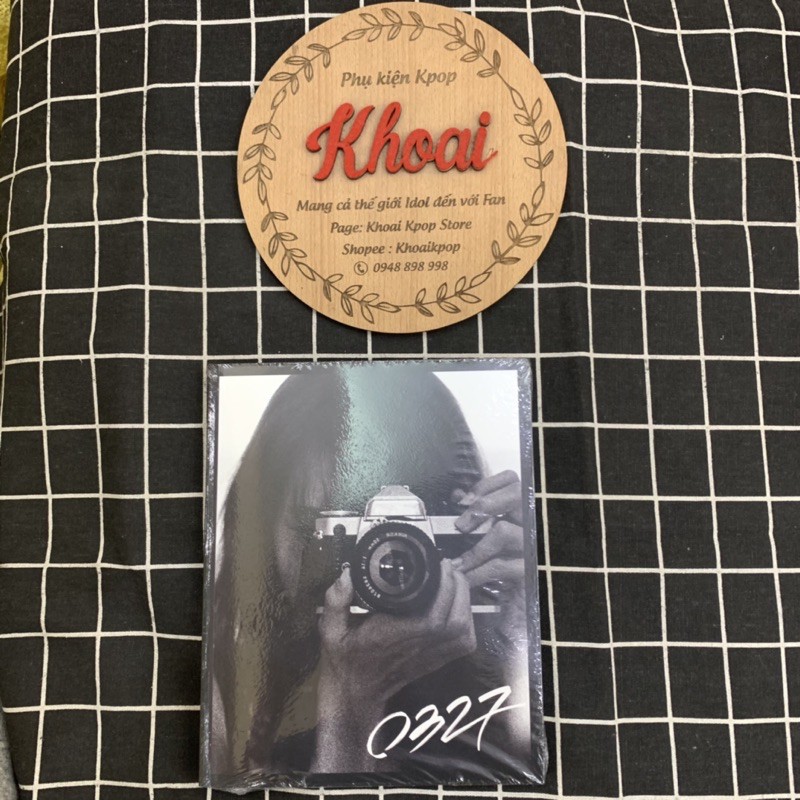 Phụ kiện Kpop
Khoai
Mang cả thế giới Idol đến với Fan
Page: Khoai Kpop Store
Shopee : Khoaikpop
0948 898 998
0327